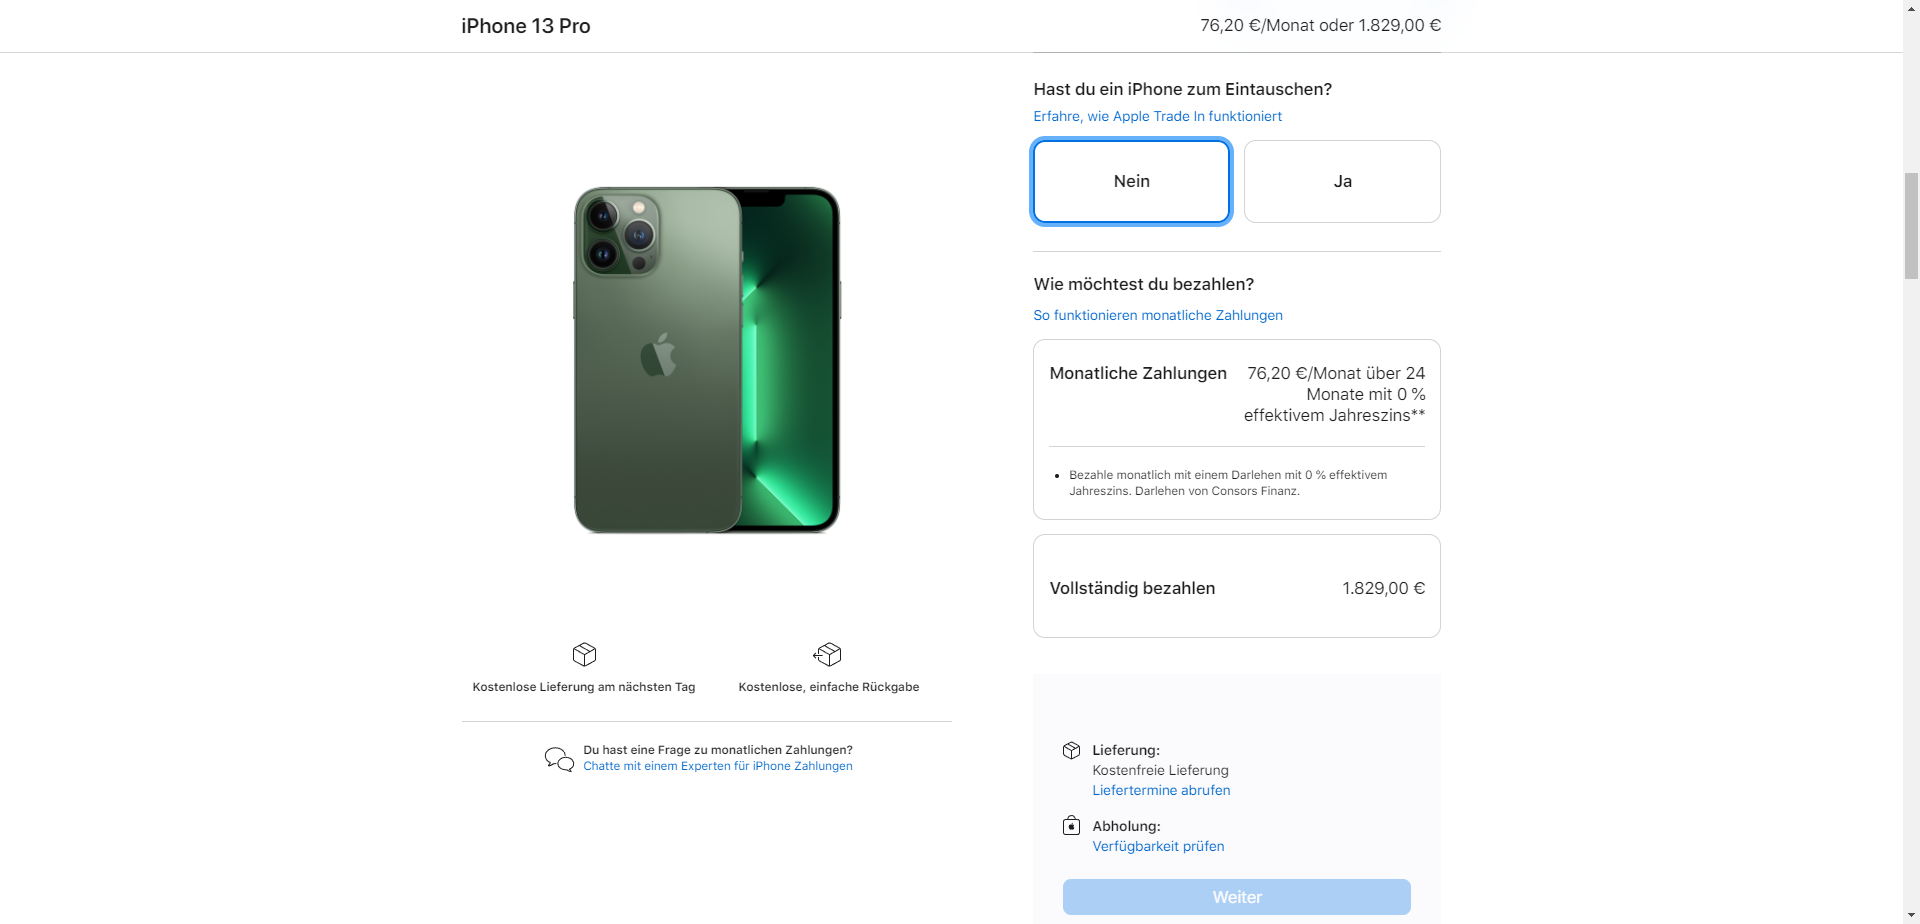 iPhone 13 Pro
76,20 €/Monat oder 1.829,00 €
Hast du ein iPhone zum Eintauschen?
Erfahre, wie Apple Trade In funktioniert
Nein
Ja
Wie möchtest du bezahlen?
So funktionieren monatliche Zahlungen
Monatliche Zahlungen
76,20 €/Monat über 24
Monate mit 0 %
effektivem Jahreszins**
• Bezahle monatlich mit einem Darlehen mit 0 % effektivem
Jahreszins. Darlehen von Consors Finanz.
Vollständig bezahlen
1.829,00 €
Kostenlose Lieferung am nächsten Tag
Kostenlose, einfache Rückgabe
Du hast eine Frage zu monatlichen Zahlungen?
Chatte mit einem Experten für iPhone Zahlungen
Lieferung:
Kostenfreie Lieferung
Liefertermine abrufen
Abholung:
Verfügbarkeit prüfen
Weiter